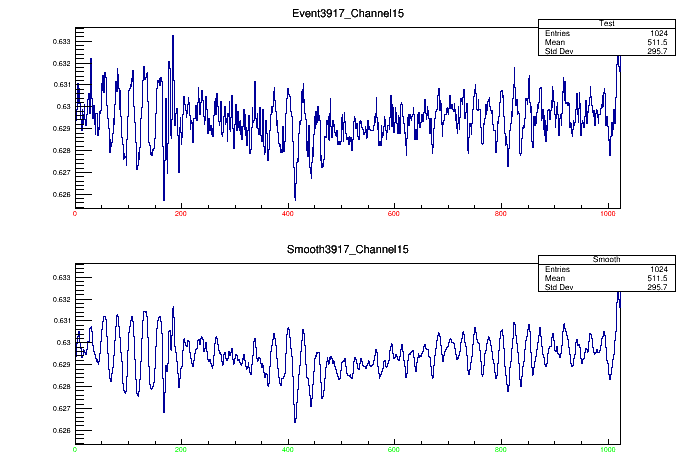 Event3917_Channel15
Test
Entries 1024
Mean 511.5
Std Dev 295.7
0.633
0.632
0.631
0.63
0.629
0.628
0.627
0.626
0 200 400 600 800 1000
Smooth3917_Channel15
Smooth
Entries 1024
Mean 511.5
Std Dev 295.7
0.633
0.632
0.631
0.63
0.629
0.628
0.627
0.626
0 200 400 600 800 1000